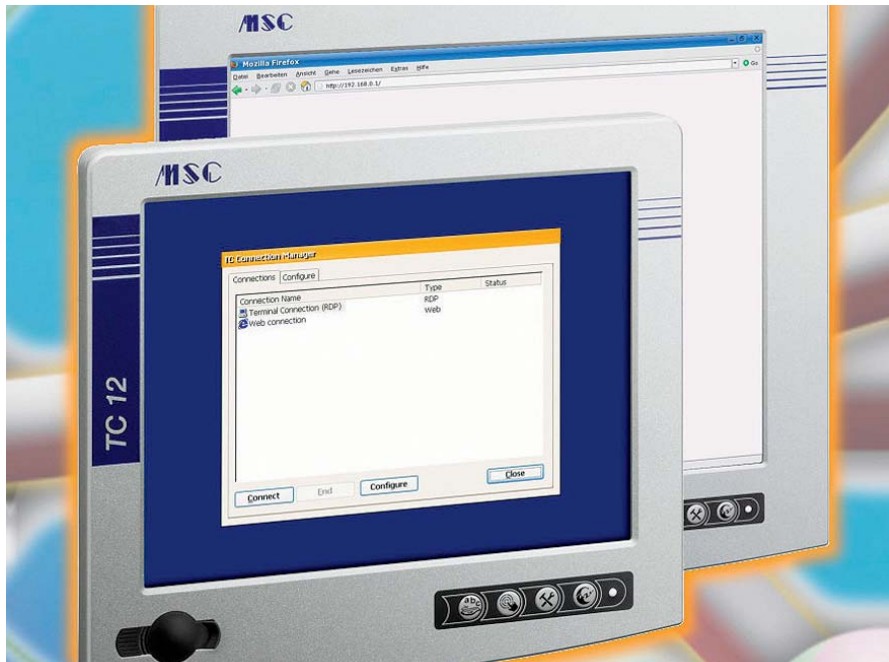 MSC
Mozilla Firefox
Datei Bearbeiten Ansicht Gehe Lesezeichen Extras Hilfe
http://192.168.0.1/
Go
MSC
TC 12
TC Connection Manager
Connections Configure
Connection Name Type Status
Terminal Connection (RDP) RDP
Web connection Web
Connect End Configure Close
abc